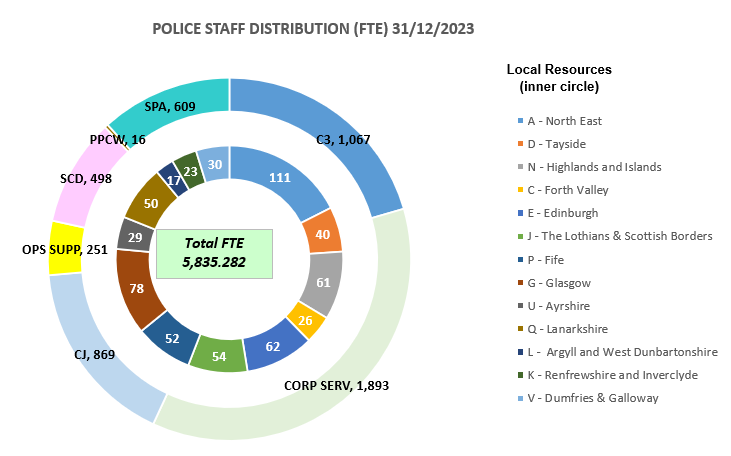 POLICE STAFF DISTRIBUTION (FTE) 31/12/2023
SPA, 609
C3, 1,067
PPCW, 16
SCD, 498
OPS SUPP, 251
CJ, 869
CORP SERV, 1,893
111
40
61
26
62
54
52
78
29
50
17
23
30
Total FTE
5,835.282
Local Resources
(inner circle)
A - North East
D - Tayside
N - Highlands and Islands
C - Forth Valley
E - Edinburgh
J - The Lothians & Scottish Borders
P - Fife
G - Glasgow
U - Ayrshire
Q - Lanarkshire
L - Argyll and West Dunbartonshire
K - Renfrewshire and Inverclyde
V - Dumfries & Galloway